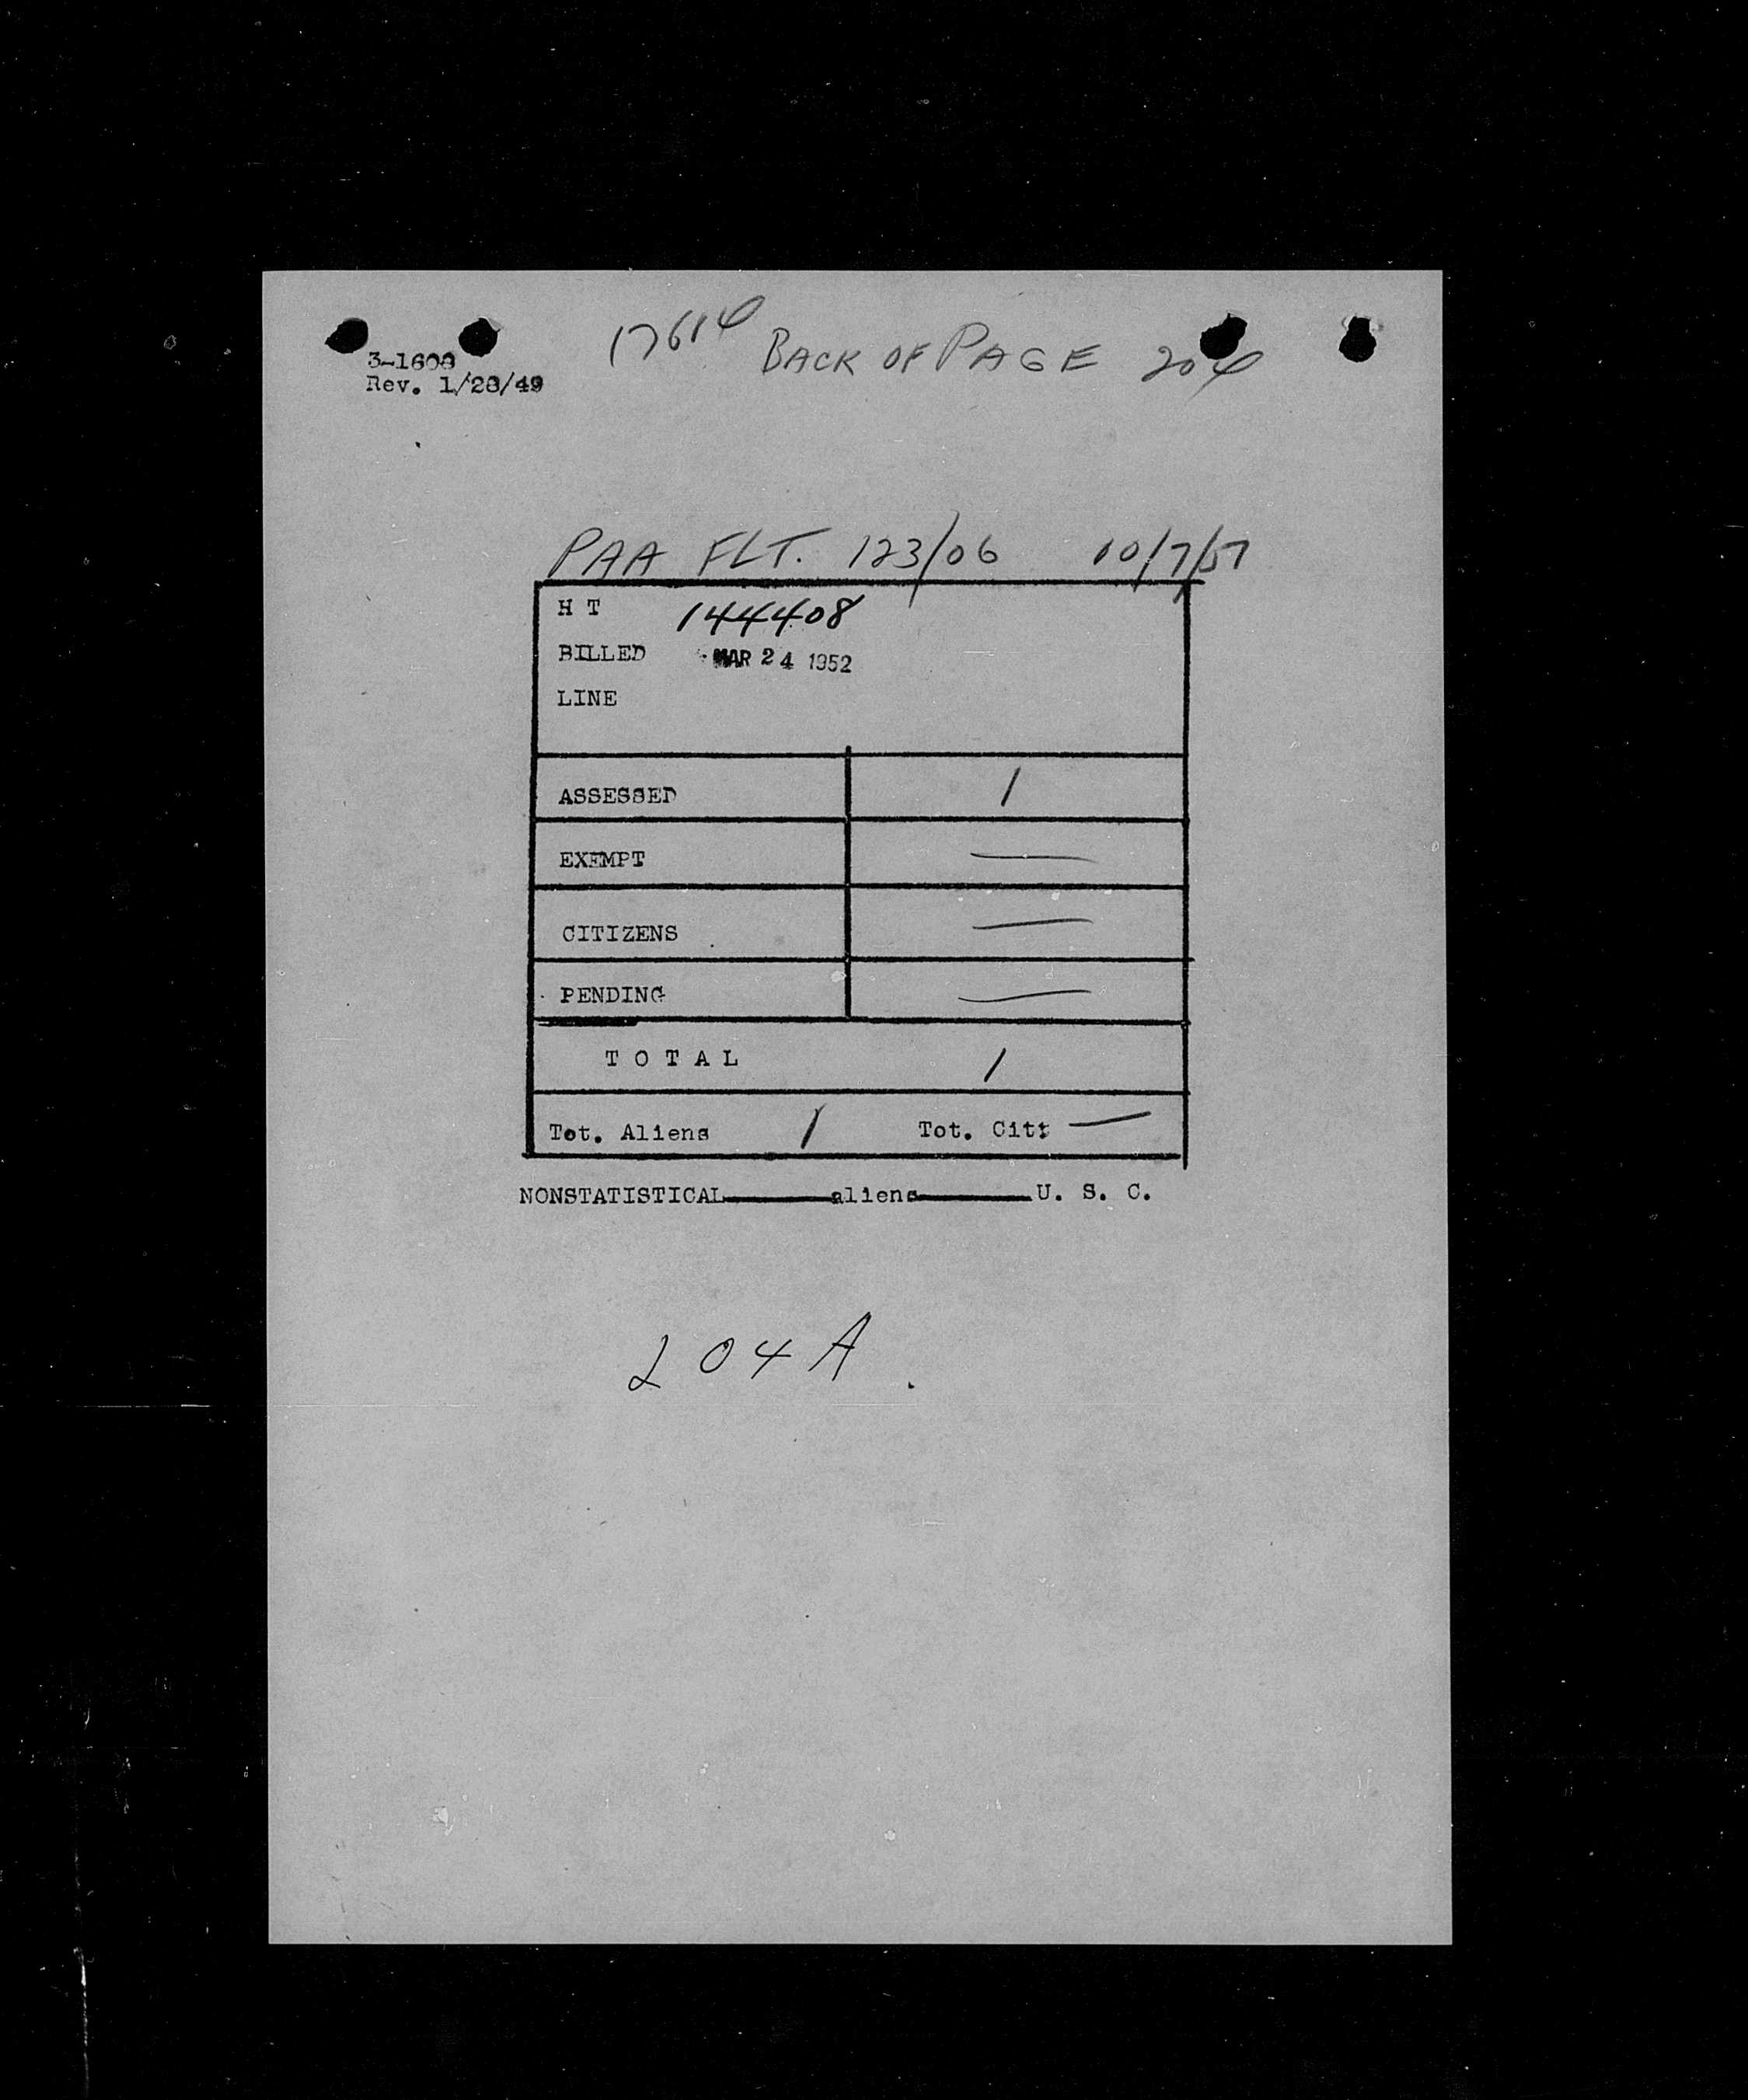 17614 BACK OF PAGE 204
3-1608
Rev. 1/28/49
PAA FLT. 123/06 10/7/51
H T 144408
BILLED MAR 24 1952
LINE
ASSESSED 1
EXEMPT —
CITIZENS —
PENDING —
T O T A L 1
Tot. Aliens 1 Tot. Citz —
NONSTATISTICAL aliens U. S. C.
204A.